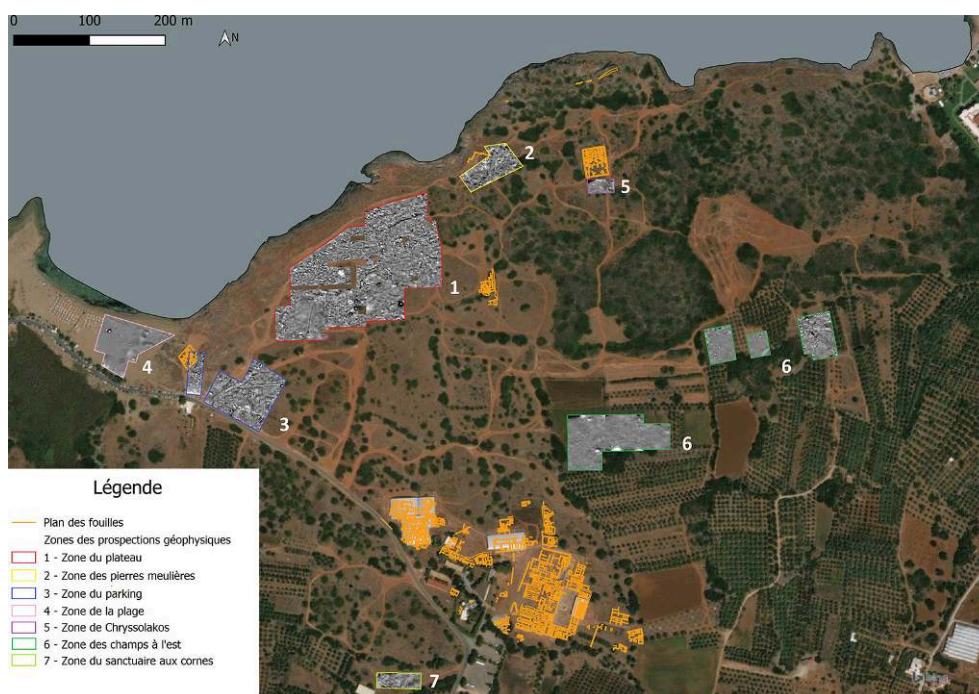 0 100 200 m
N
2
5
1
4
3
6
6
7
Légende
Plan des fouilles
Zones des prospections géophysiques
1 - Zone du plateau
2 - Zone des pierres meulières
3 - Zone du parking
4 - Zone de la plage
5 - Zone de Chryssolakos
6 - Zone des champs à l'est
7 - Zone du sanctuaire aux cornes